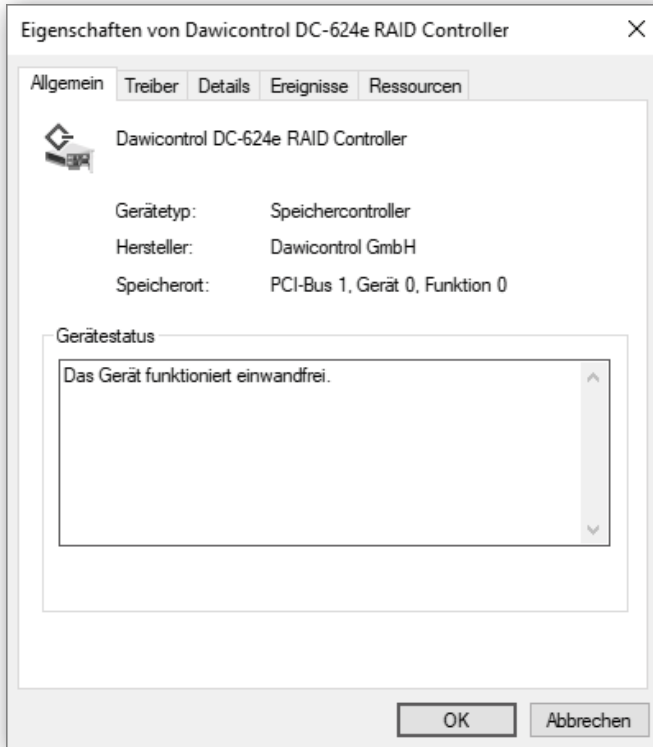 Eigenschaften von Dawicontrol DC-624e RAID Controller
Allgemein Treiber Details Ereignisse Ressourcen
Dawicontrol DC-624e RAID Controller
Gerätetyp: Speichercontroller
Hersteller: Dawicontrol GmbH
Speicherort: PCI-Bus 1, Gerät 0, Funktion 0
Gerätestatus
Das Gerät funktioniert einwandfrei.
OK Abbrechen